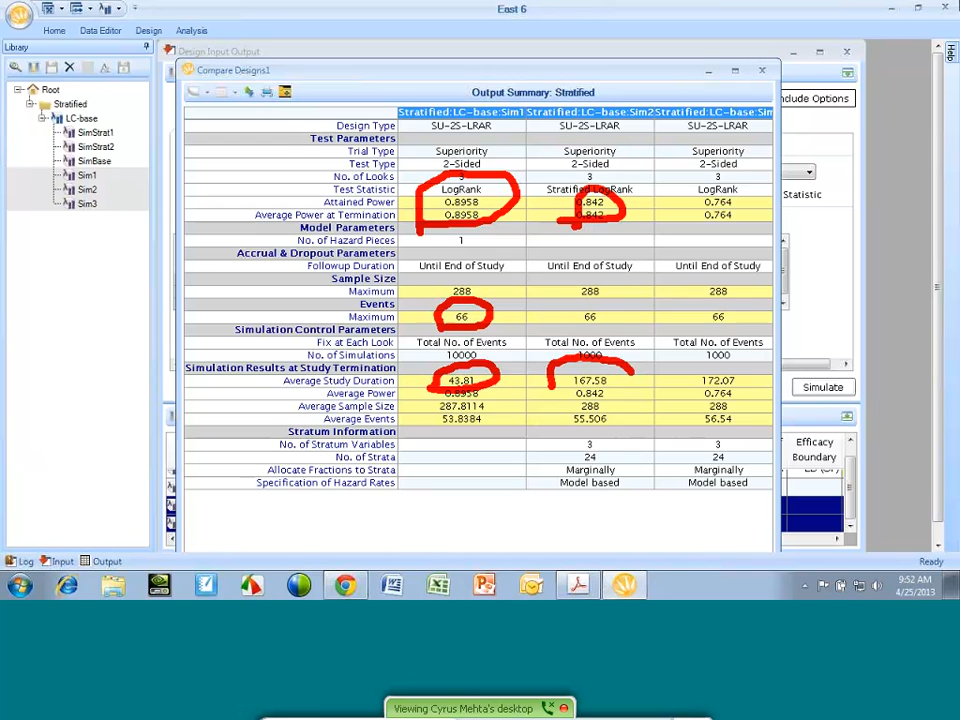 East 6
Home Data Editor Design Analysis
Library
Design Input Output
Compare Designs1
Output Summary: Stratified
Help
Include Options
Statistic
Simulate
Efficacy
Boundary
Root
Stratified
LC-base
SimStrat1
SimStrat2
SimBase
Sim1
Sim2
Sim3
Stratified:LC-base:Sim1 Stratified:LC-base:Sim2 Stratified:LC-base:Sim3
Design Type SU-2S-LRAR SU-2S-LRAR SU-2S-LRAR
Test Parameters
Trial Type Superiority Superiority Superiority
Test Type 2-Sided 2-Sided 2-Sided
No. of Looks 3 3 3
Test Statistic LogRank Stratified LogRank LogRank
Attained Power 0.8958 0.842 0.764
Average Power at Termination 0.8958 0.842 0.764
Model Parameters
No. of Hazard Pieces 1
Accrual & Dropout Parameters
Followup Duration Until End of Study Until End of Study Until End of Study
Sample Size
Maximum 288 288 288
Events
Maximum 66 66 66
Simulation Control Parameters
Fix at Each Look Total No. of Events Total No. of Events Total No. of Events
No. of Simulations 10000 1000 1000
Simulation Results at Study Termination
Average Study Duration 43.81 167.58 172.07
Average Power 0.8958 0.842 0.764
Average Sample Size 287.8114 288 288
Average Events 53.8384 55.506 56.54
Stratum Information
No. of Stratum Variables 3 3
No. of Strata 24 24
Allocate Fractions to Strata Marginally Marginally
Specification of Hazard Rates Model based Model based
Log Input Output
Ready
9:52 AM
4/25/2013
Viewing Cyrus Mehta's desktop